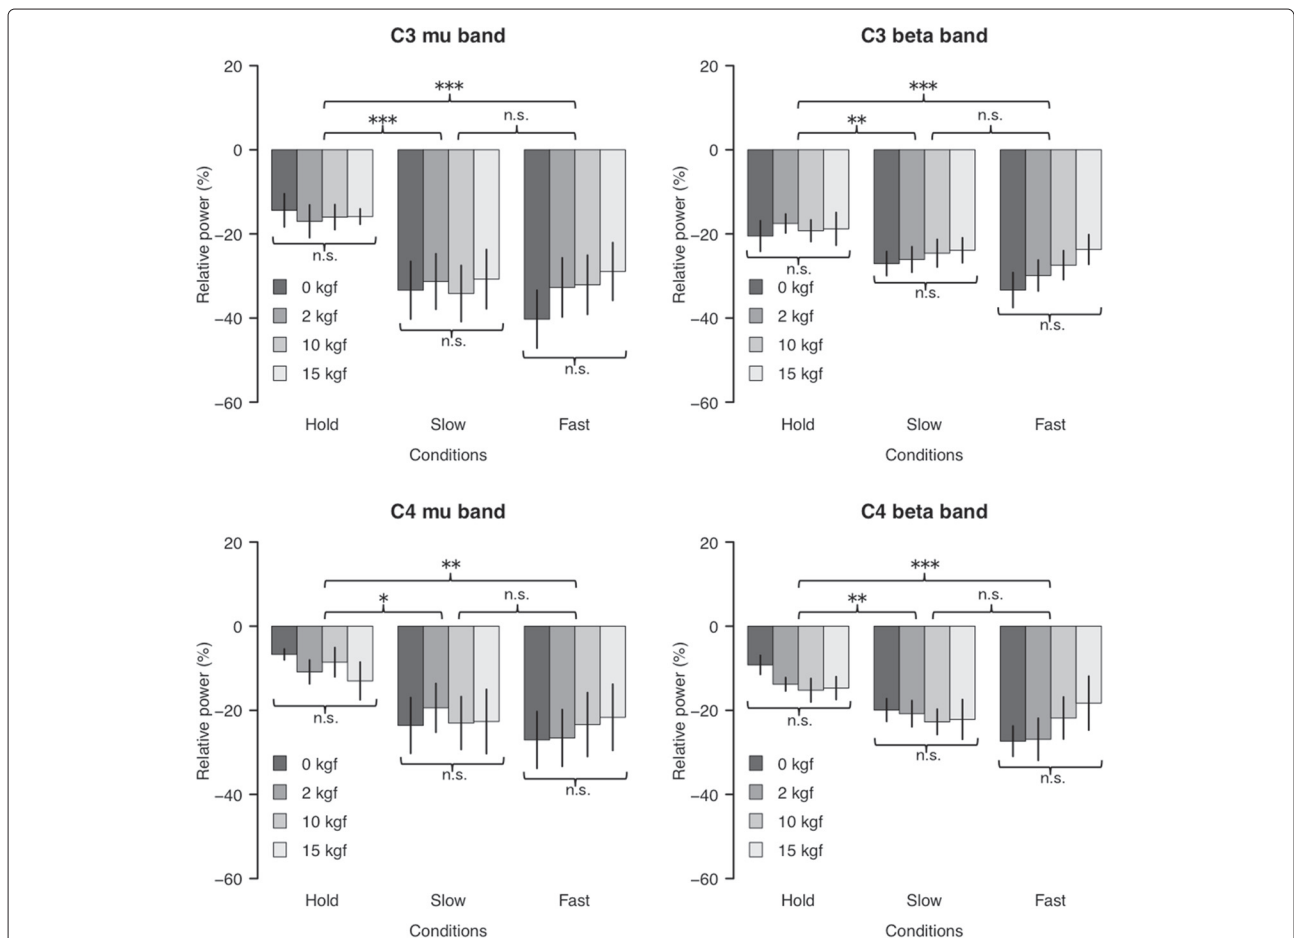 C3 mu band
20
0
−20
−40
−60
Relative power (%)
***
***
n.s.
n.s.
n.s.
n.s.
0 kgf
2 kgf
10 kgf
15 kgf
Hold Slow Fast
Conditions
C3 beta band
20
0
−20
−40
−60
Relative power (%)
***
**
n.s.
n.s.
n.s.
n.s.
0 kgf
2 kgf
10 kgf
15 kgf
Hold Slow Fast
Conditions
C4 mu band
20
0
−20
−40
−60
Relative power (%)
**
*
n.s.
n.s.
n.s.
n.s.
0 kgf
2 kgf
10 kgf
15 kgf
Hold Slow Fast
Conditions
C4 beta band
20
0
−20
−40
−60
Relative power (%)
***
**
n.s.
n.s.
n.s.
n.s.
0 kgf
2 kgf
10 kgf
15 kgf
Hold Slow Fast
Conditions